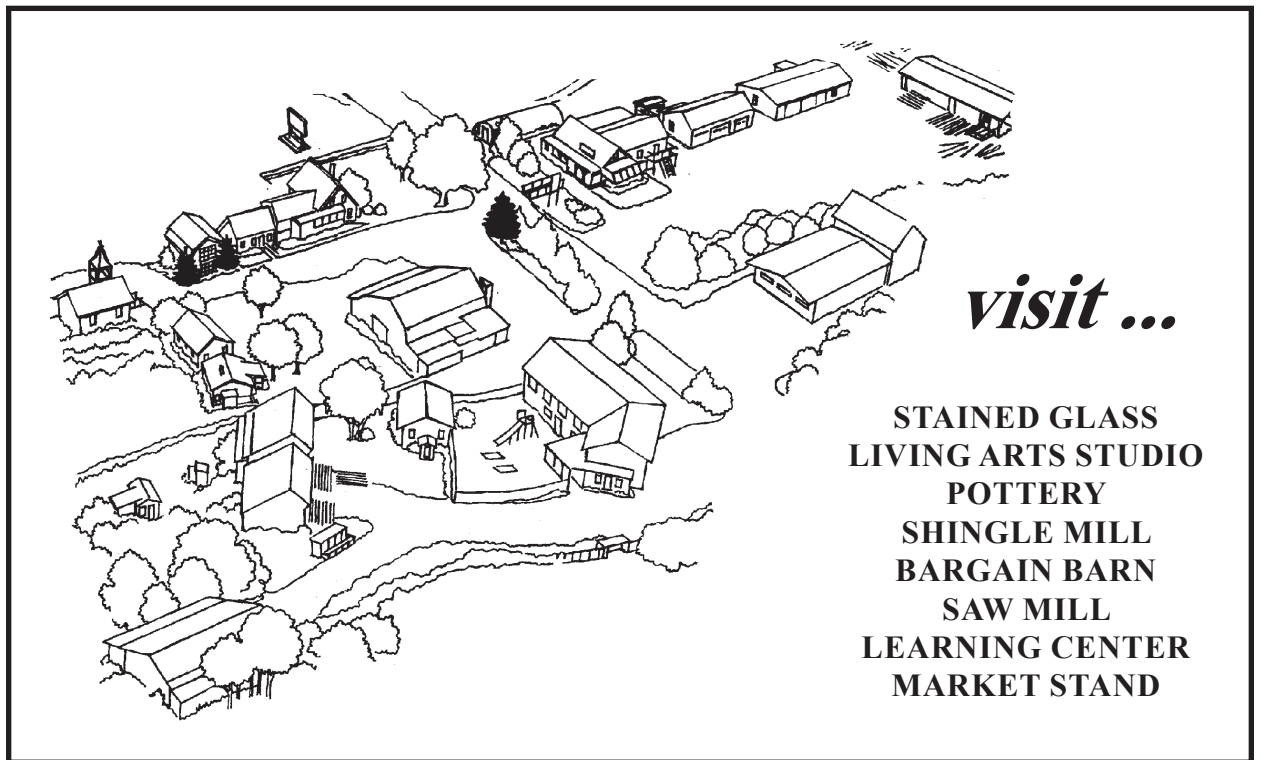 visit ...
STAINED GLASS
LIVING ARTS STUDIO
POTTERY
SHINGLE MILL
BARGAIN BARN
SAW MILL
LEARNING CENTER
MARKET STAND